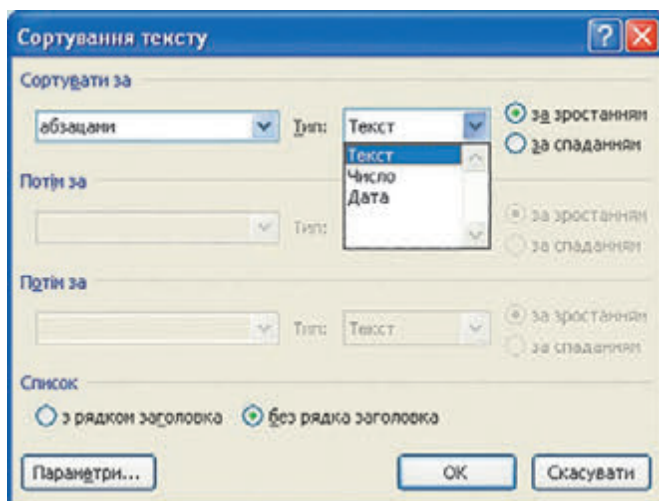 Сортування тексту
Сортувати за
абзацами Тип: Текст за зростанням
за спаданням
Текст
Число
Дата
Потім за
Тип: за зростанням
за спаданням
Потім за
Тип: Текст за зростанням
за спаданням
Список
з рядком заголовка без рядка заголовка
Параметри... ОК Скасувати